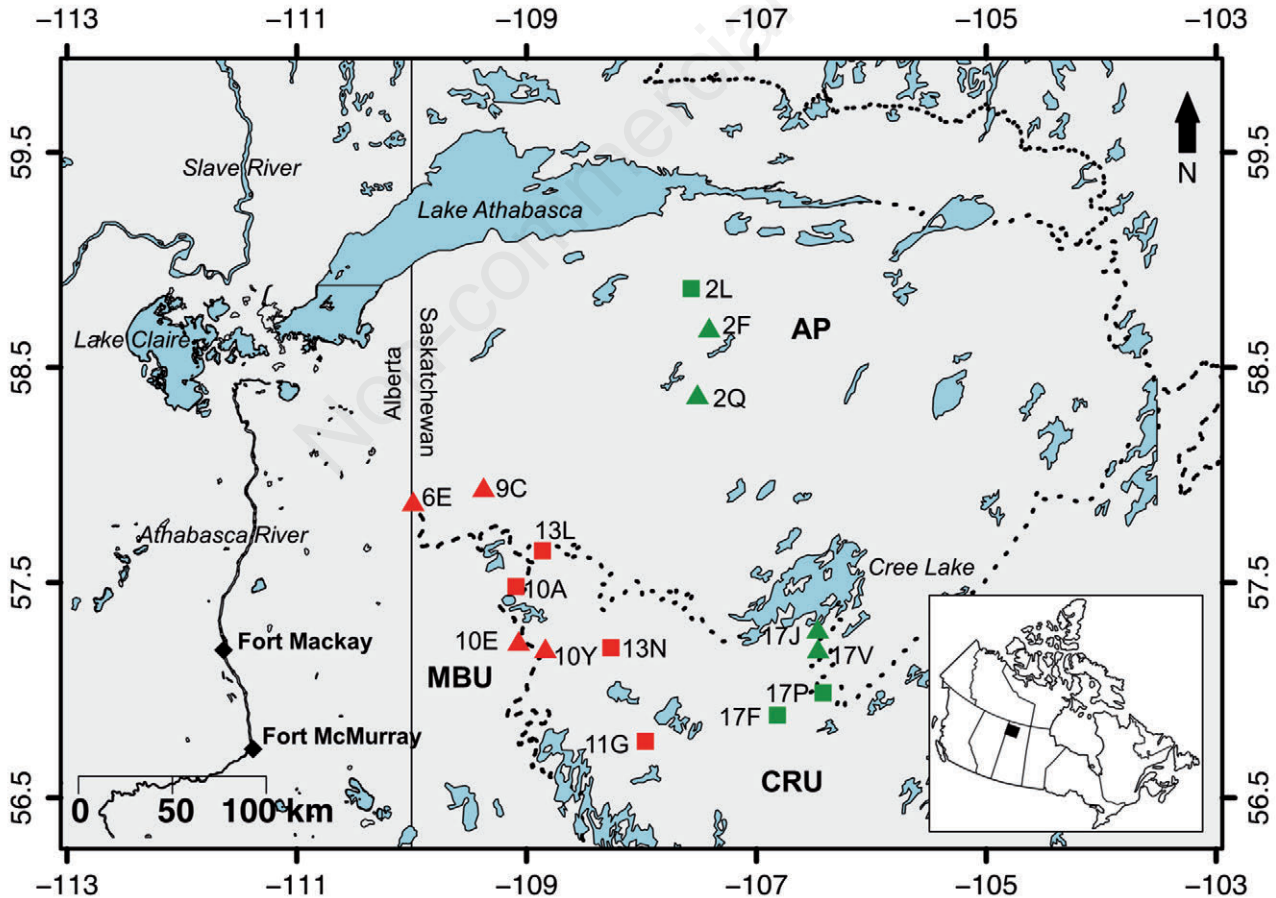 −113 −111 −109 −107 −105 −103
Non-commercial
59.5
59.5
N
Slave River
Lake Athabasca
2L
2F
AP
Lake Claire
Alberta
Saskatchewan
58.5
58.5
2Q
9C
6E
Athabasca River
13L
Cree Lake
57.5
57.5
10A
17J
Fort Mackay
10E
10Y
13N
17V
MBU
17P
17F
Fort McMurray
11G
CRU
56.5
56.5
0 50 100 km
−113 −111 −109 −107 −105 −103